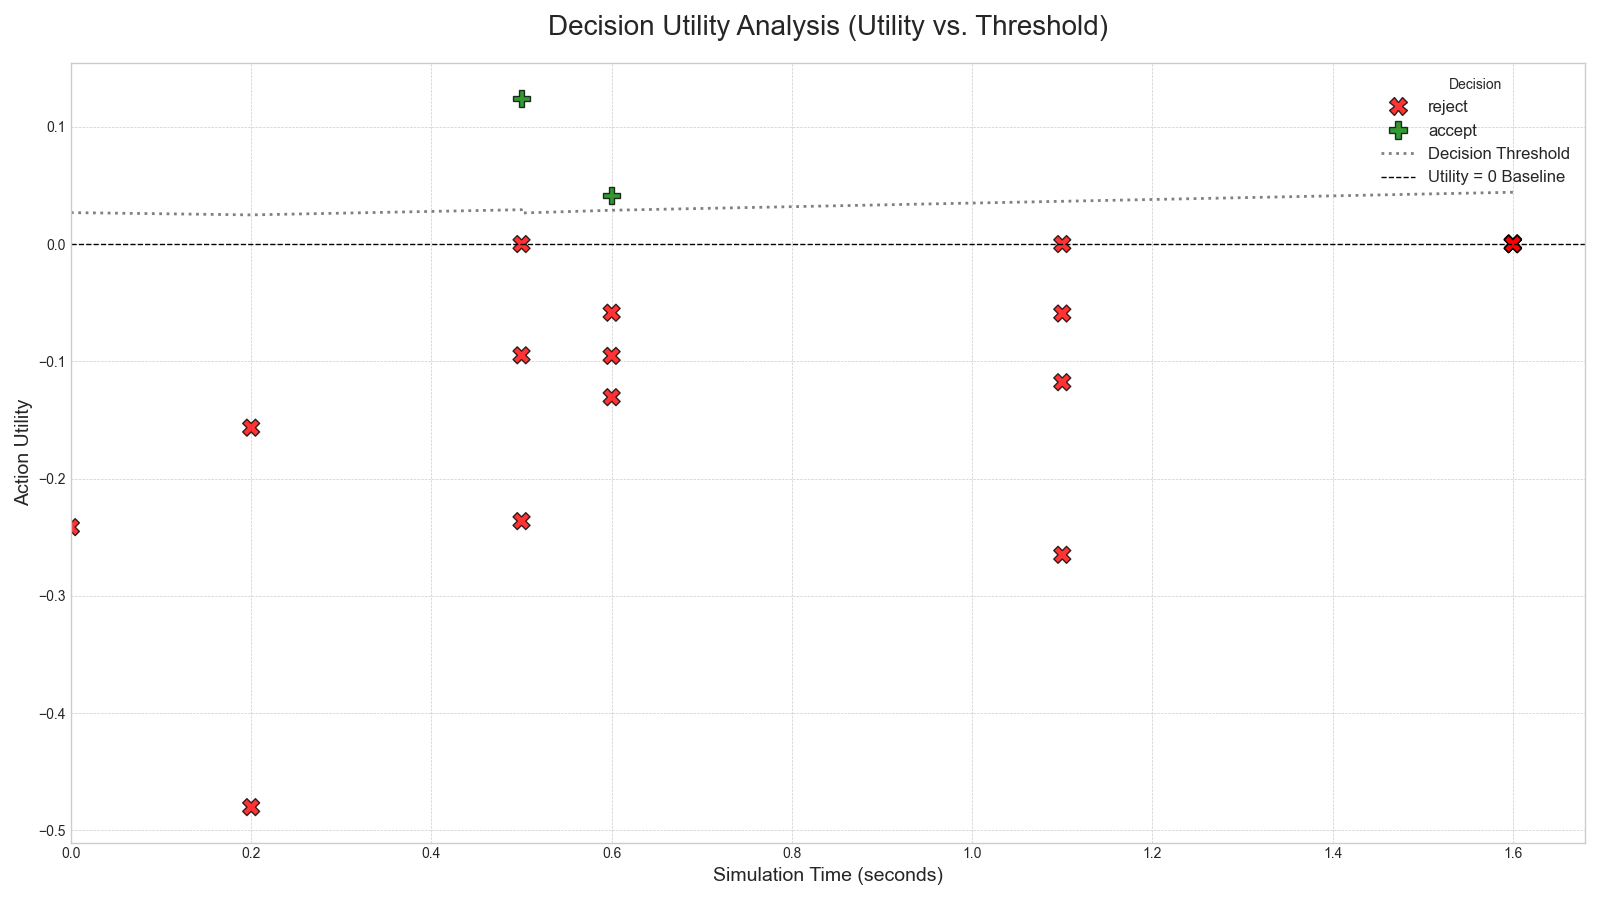 Decision Utility Analysis (Utility vs. Threshold)
Decision
reject
accept
Decision Threshold
Utility = 0 Baseline
Action Utility
0.1
0.0
−0.1
−0.2
−0.3
−0.4
−0.5
0.0 0.2 0.4 0.6 0.8 1.0 1.2 1.4 1.6
Simulation Time (seconds)